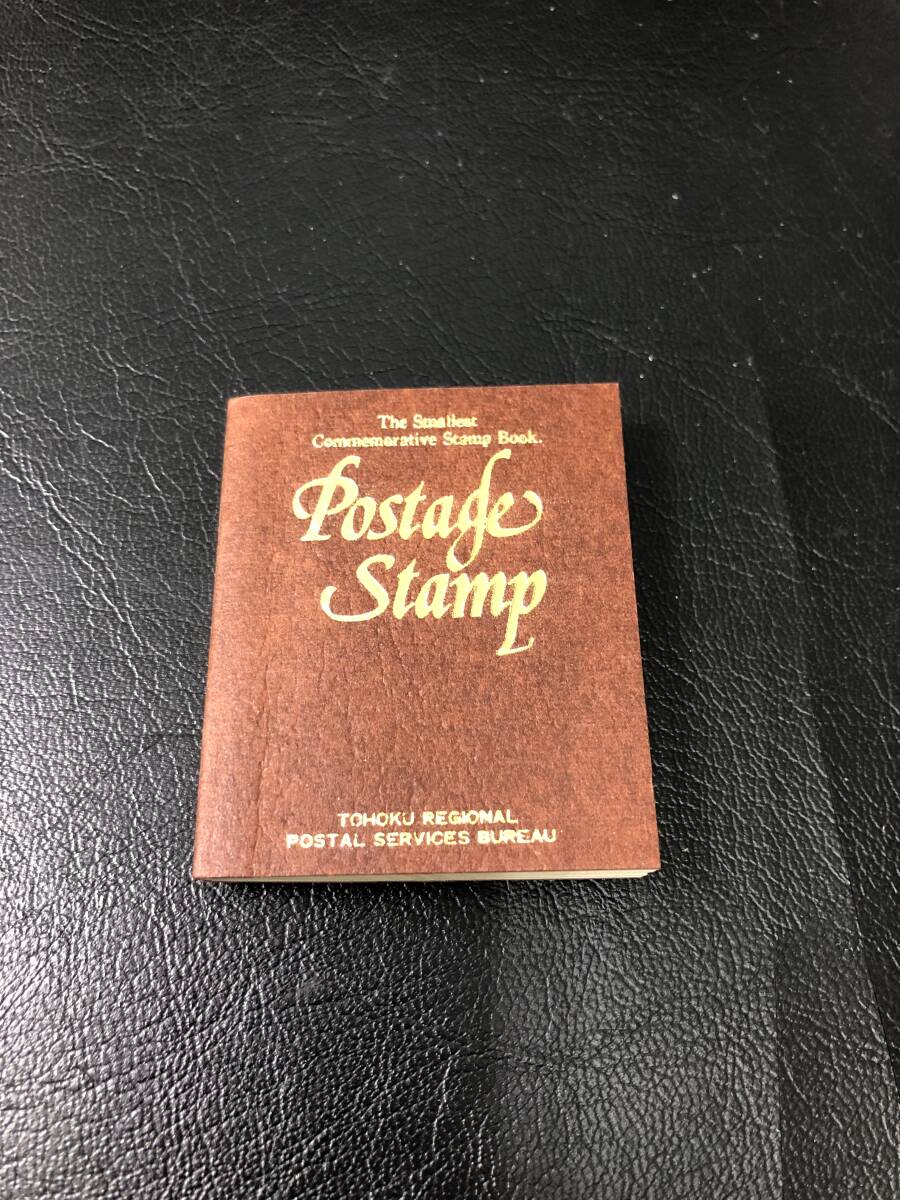 The Smallest
Commemorative Stamp Book.
Postage
Stamp
TOHOKU REGIONAL
POSTAL SERVICES BUREAU